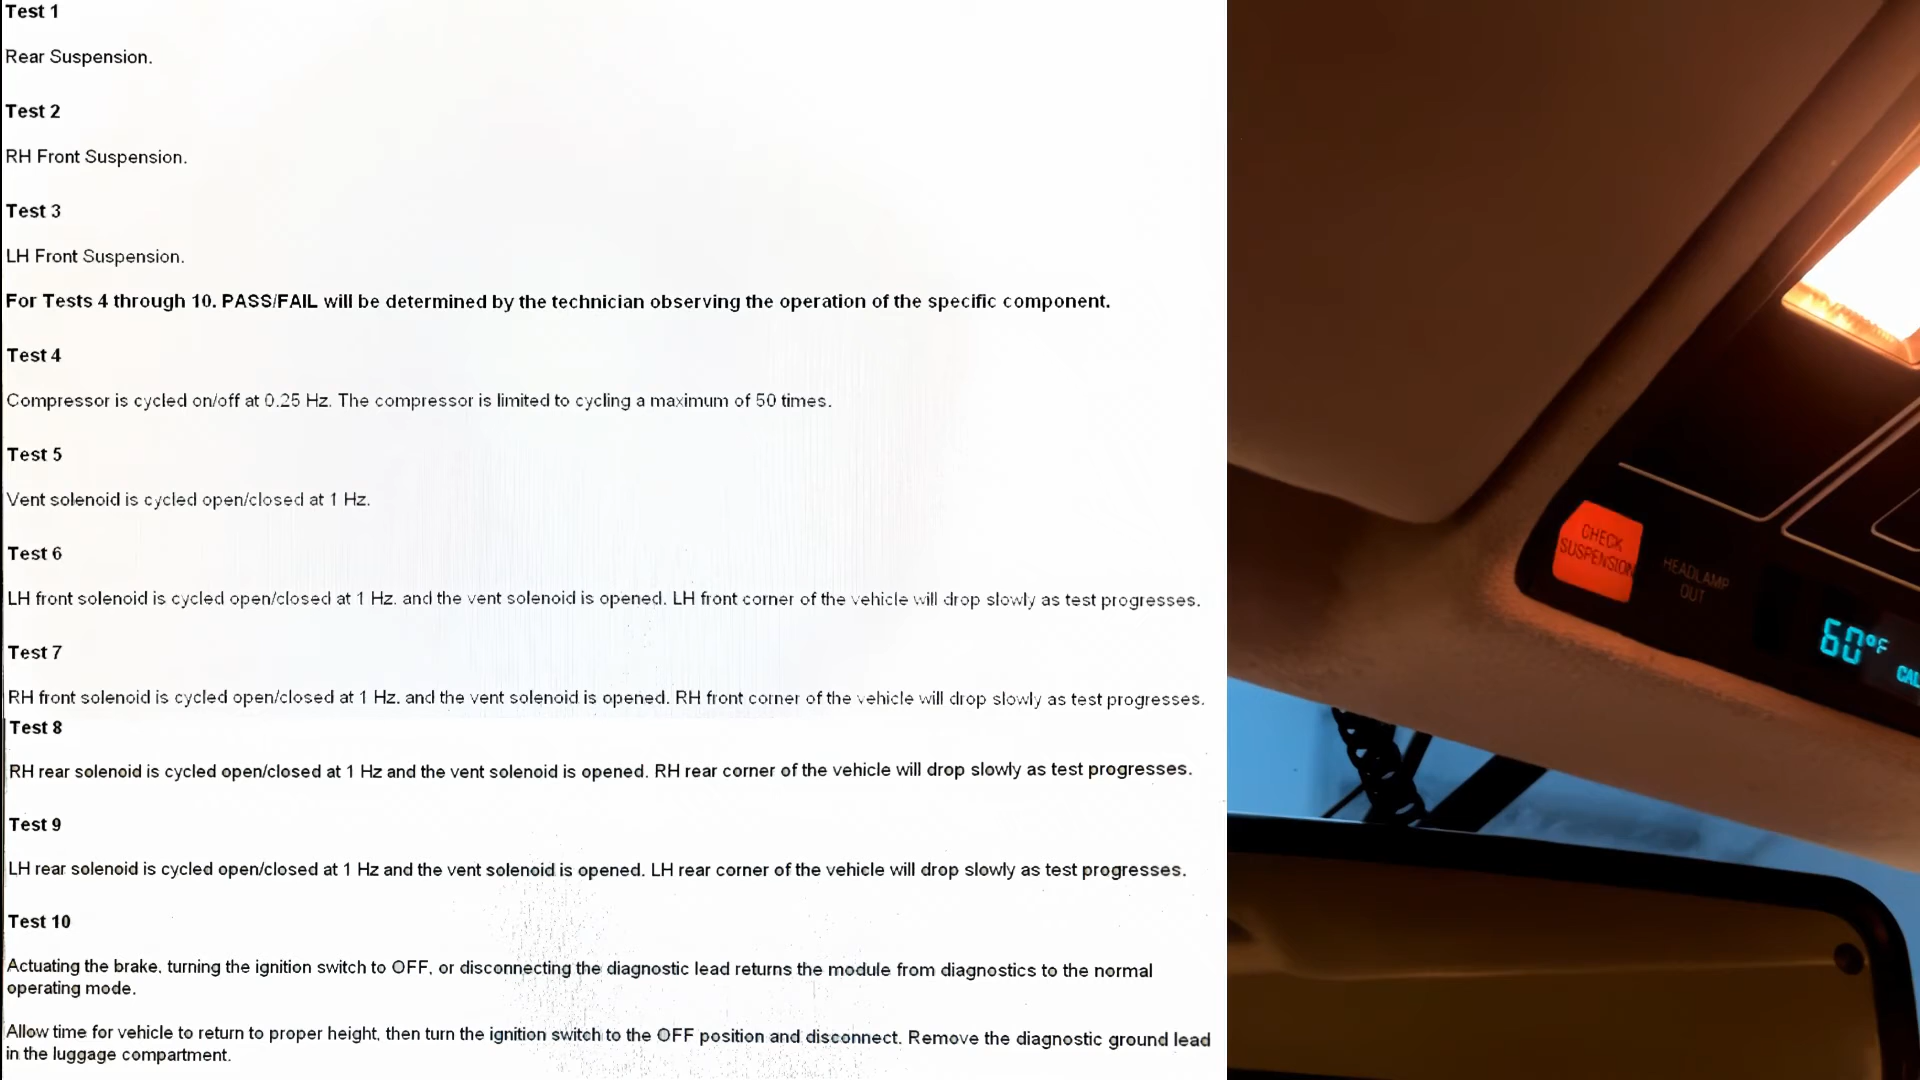 Test 1
Rear Suspension.
Test 2
RH Front Suspension.
Test 3
LH Front Suspension.
For Tests 4 through 10. PASS/FAIL will be determined by the technician observing the operation of the specific component.
Test 4
Compressor is cycled on/off at 0.25 Hz. The compressor is limited to cycling a maximum of 50 times.
Test 5
Vent solenoid is cycled open/closed at 1 Hz.
Test 6
LH front solenoid is cycled open/closed at 1 Hz. and the vent solenoid is opened. LH front corner of the vehicle will drop slowly as test progresses.
Test 7
RH front solenoid is cycled open/closed at 1 Hz. and the vent solenoid is opened. RH front corner of the vehicle will drop slowly as test progresses.
Test 8
RH rear solenoid is cycled open/closed at 1 Hz and the vent solenoid is opened. RH rear corner of the vehicle will drop slowly as test progresses.
Test 9
LH rear solenoid is cycled open/closed at 1 Hz and the vent solenoid is opened. LH rear corner of the vehicle will drop slowly as test progresses.
Test 10
Actuating the brake, turning the ignition switch to OFF, or disconnecting the diagnostic lead returns the module from diagnostics to the normal
operating mode.
Allow time for vehicle to return to proper height, then turn the ignition switch to the OFF position and disconnect. Remove the diagnostic ground lead
in the luggage compartment.
CHECK
SUSPENSION
HEADLAMP
OUT
60°F
CAL